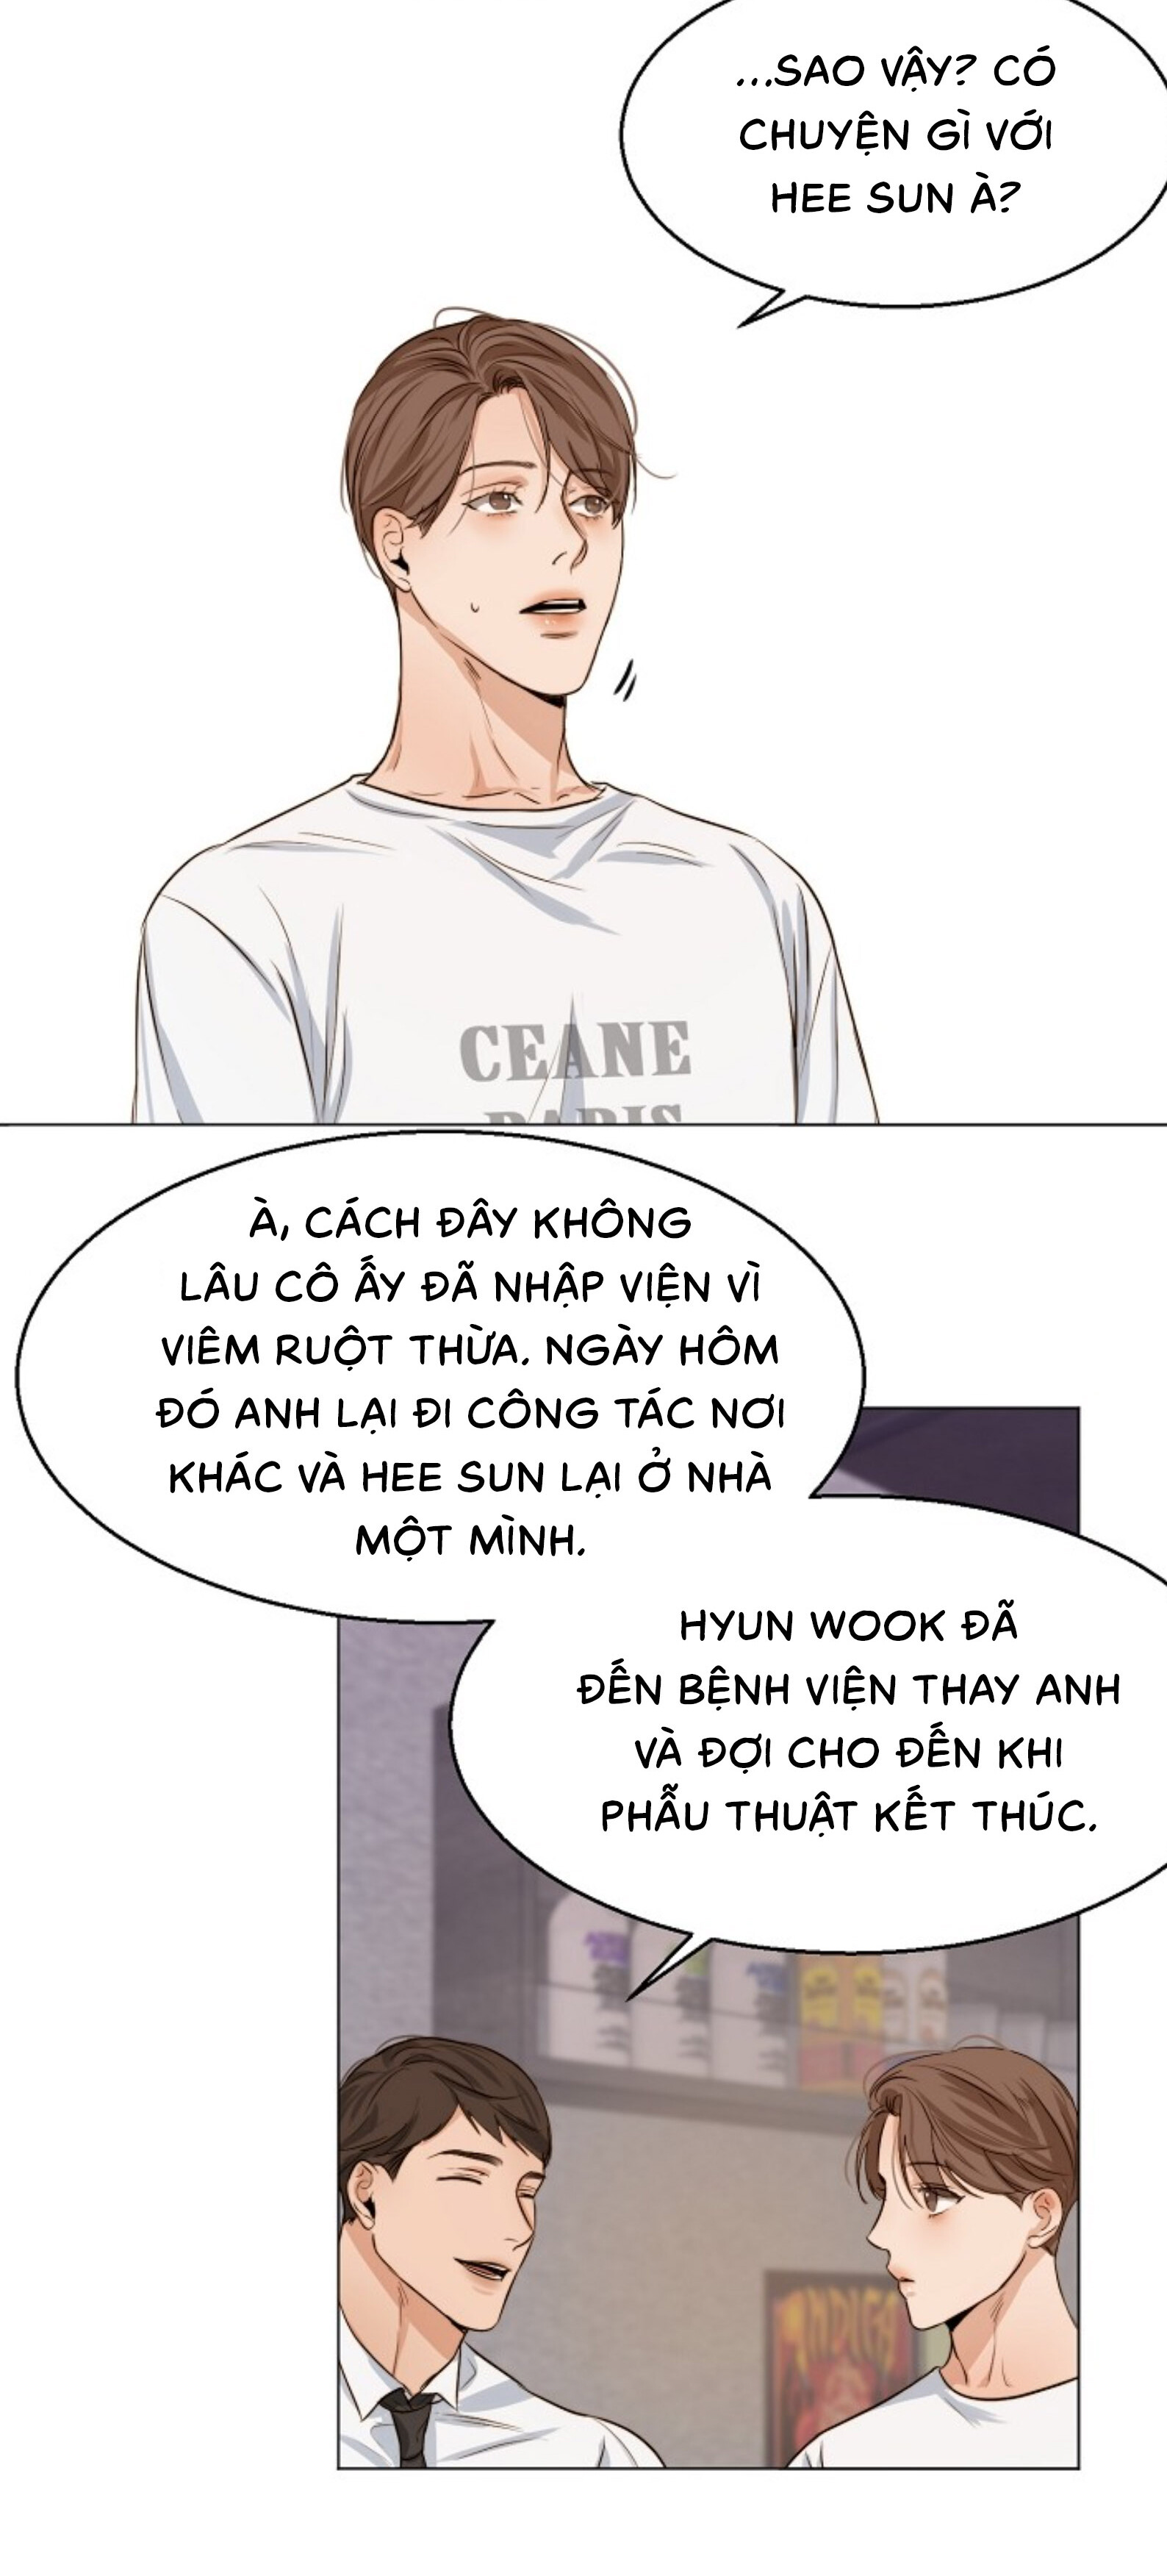 ...SAO VẬY? CÓ
CHUYỆN GÌ VỚI
HEE SUN À?
CEANE
PARIS
À, CÁCH ĐÂY KHÔNG
LÂU CÔ ẤY ĐÃ NHẬP VIỆN VÌ
VIÊM RUỘT THỪA. NGÀY HÔM
ĐÓ ANH LẠI ĐI CÔNG TÁC NƠI
KHÁC VÀ HEE SUN LẠI Ở NHÀ
MỘT MÌNH.
HYUN WOOK ĐÃ
ĐẾN BỆNH VIỆN THAY ANH
VÀ ĐỢI CHO ĐẾN KHI
PHẪU THUẬT KẾT THÚC.